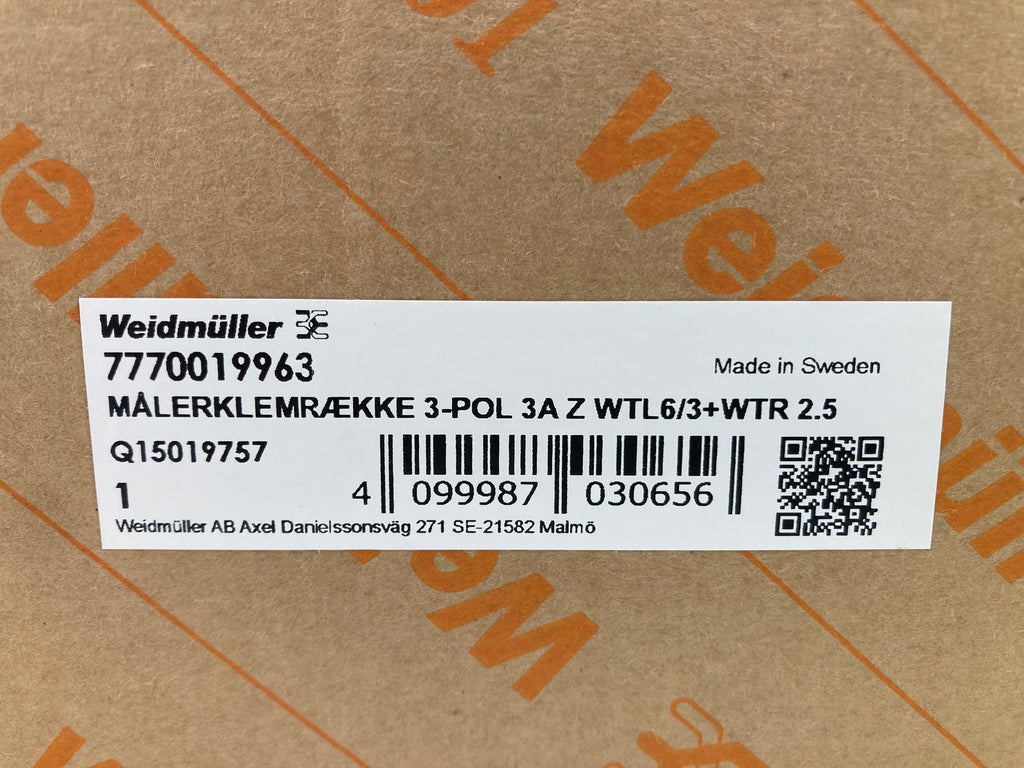 Weidmüller
7770019963
Made in Sweden
MÅLERKLEMRÆKKE 3-POL 3A Z WTL6/3+WTR 2.5
Q15019757
1
4 099987 030656
Weidmüller AB Axel Danielssonsväg 271 SE-21582 Malmö